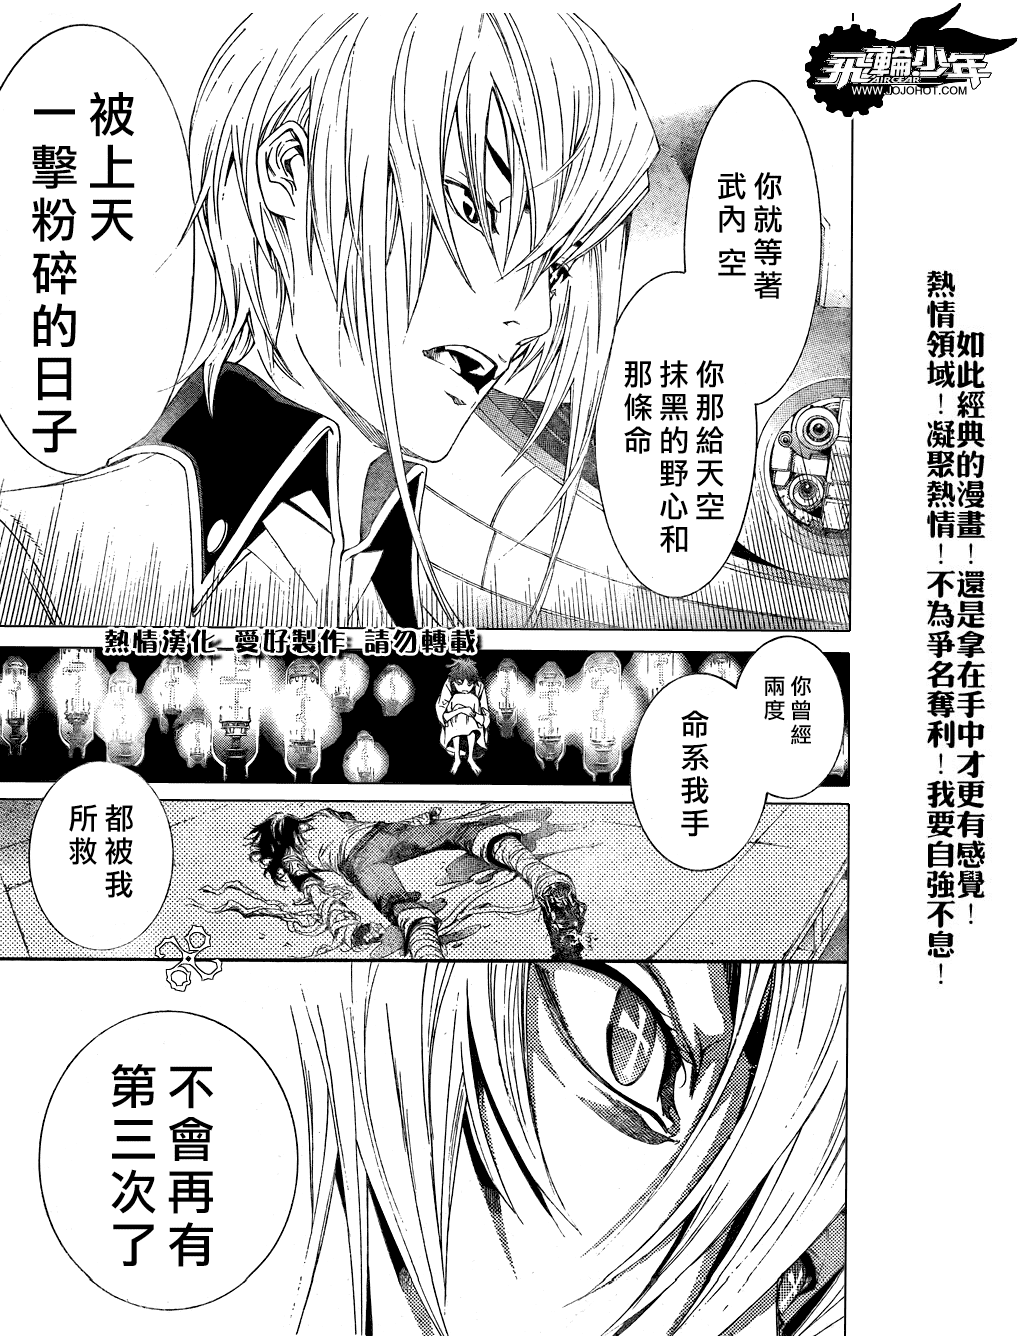 飛輪少年
AIRGEAR
WWW.JOJOHOT.COM
你就等著
武內 空
你那給天空
抹黑的野心和
那條命
被上天
一擊粉碎的日子
熱情漢化 愛好製作 請勿轉載
你曾經
兩度
命系我手
都被我
所救
不會再有
第三次了
如此經典的漫畫！還是拿在手中才更有感覺！
熱情領域！凝聚熱情！不為爭名奪利！我要自強不息！